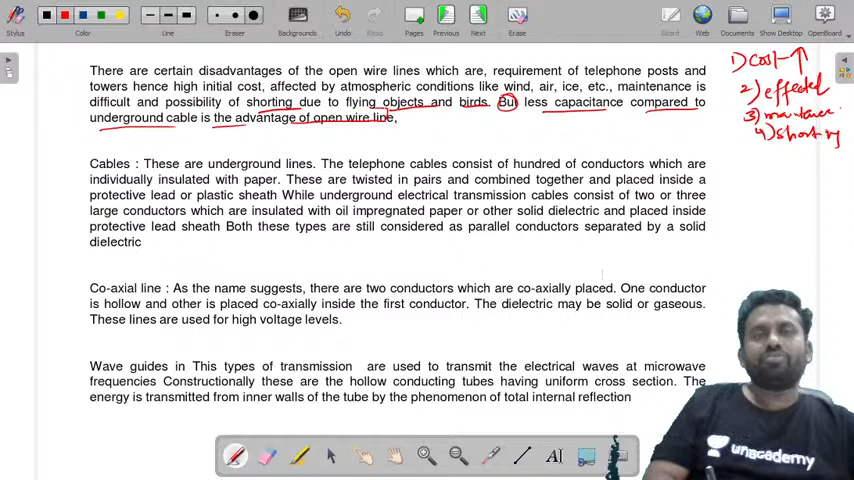 Stylus
Color
Line
Eraser
Backgrounds
Undo
Redo
Pages
Previous
Next
Erase
Board
Web
Documents
Show Desktop
OpenBoard
There are certain disadvantages of the open wire lines which are, requirement of telephone posts and
towers hence high initial cost, affected by atmospheric conditions like wind, air, ice, etc., maintenance is
difficult and possibility of shorting due to flying objects and birds. But less capacitance compared to
underground cable is the advantage of open wire line,
1) cost
2) effected
3) maintance
4) shorting
Cables : These are underground lines. The telephone cables consist of hundred of conductors which are
individually insulated with paper. These are twisted in pairs and combined together and placed inside a
protective lead or plastic sheath While underground electrical transmission cables consist of two or three
large conductors which are insulated with oil impregnated paper or other solid dielectric and placed inside
protective lead sheath Both these types are still considered as parallel conductors separated by a solid
dielectric
Co-axial line : As the name suggests, there are two conductors which are co-axially placed. One conductor
is hollow and other is placed co-axially inside the first conductor. The dielectric may be solid or gaseous.
These lines are used for high voltage levels.
Wave guides in This types of transmission are used to transmit the electrical waves at microwave
frequencies Constructionally these are the hollow conducting tubes having uniform cross section. The
energy is transmitted from inner walls of the tube by the phenomenon of total internal reflection
unacademy